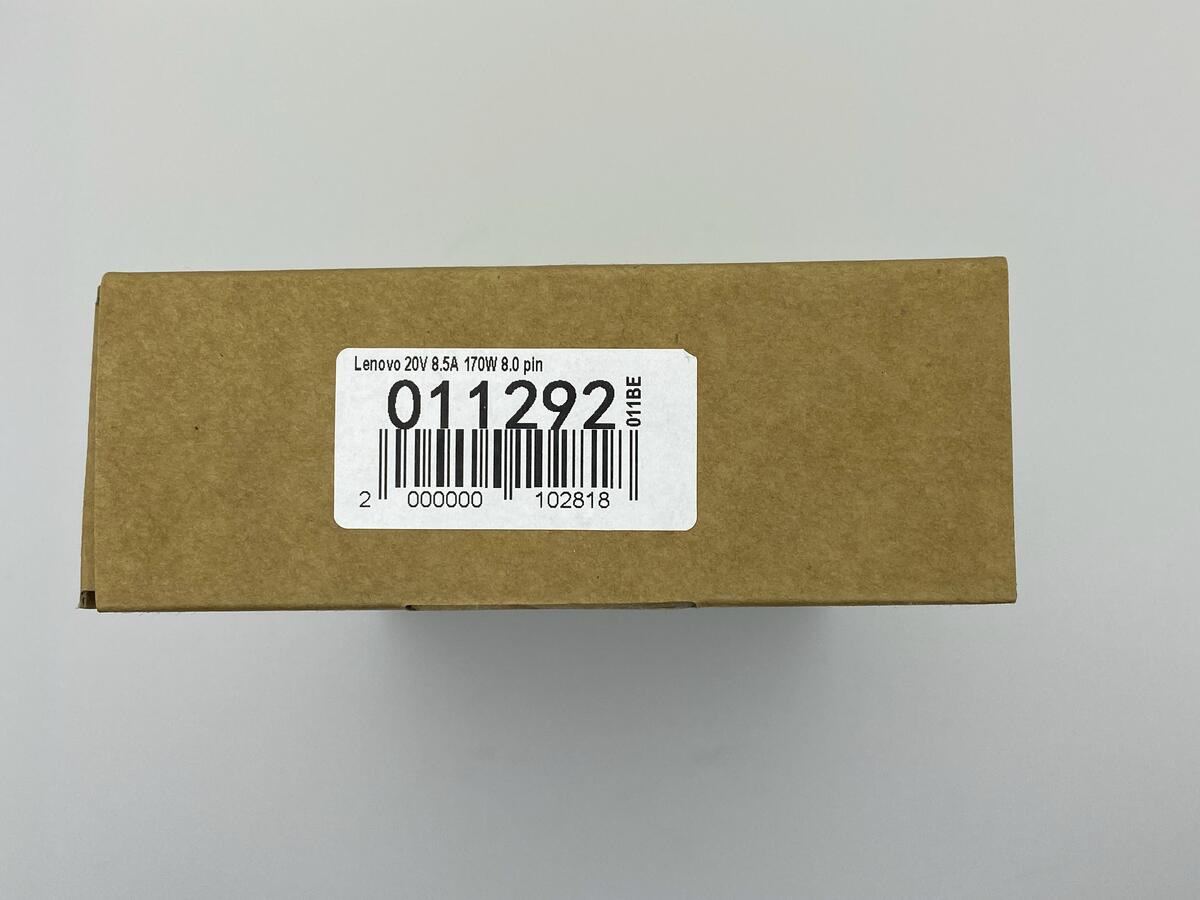 Lenovo 20V 8.5A 170W 8.0 pin
011292
011BE
2 000000 102818